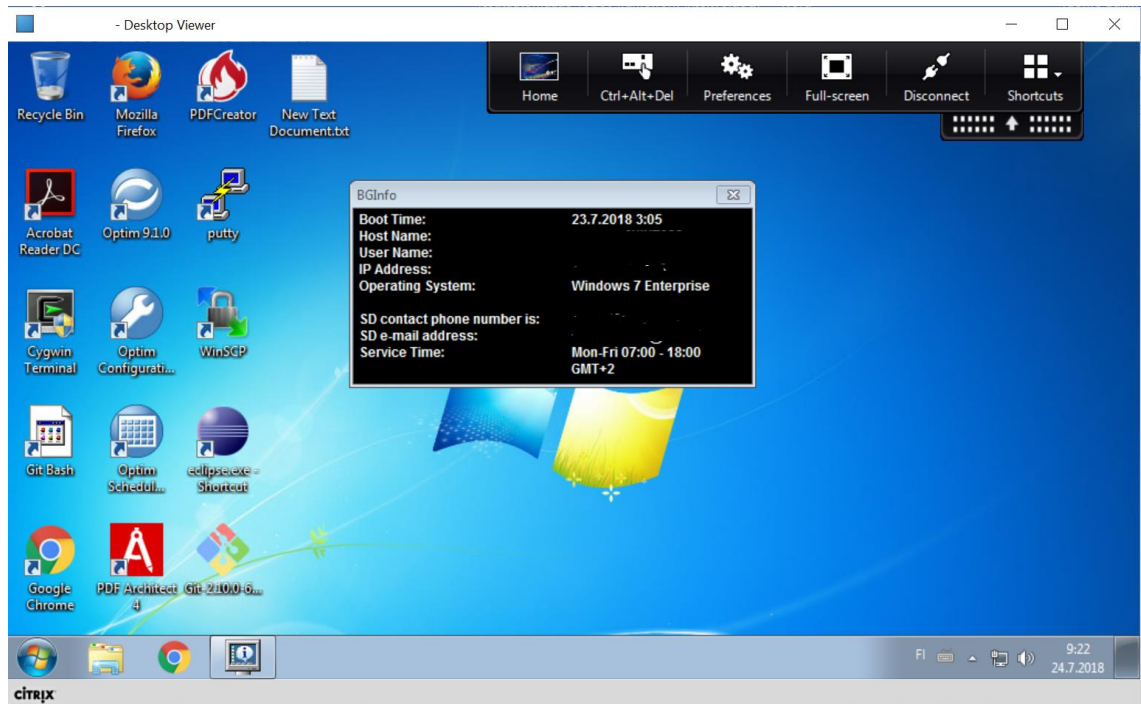 - Desktop Viewer
Home
Ctrl+Alt+Del
Preferences
Full-screen
Disconnect
Shortcuts
Recycle Bin
Mozilla
Firefox
PDFCreator
New Text
Document.txt
Acrobat
Reader DC
Optim 9.1.0
putty
Cygwin
Terminal
Optim
Configurati...
WinSCP
Git Bash
Optim
Schedul...
eclipse.exe -
Shortcut
Google
Chrome
PDF Architect
4
Git-2.10.0-6...
BGInfo
Boot Time: 23.7.2018 3:05
Host Name:
User Name:
IP Address:
Operating System: Windows 7 Enterprise
SD contact phone number is:
SD e-mail address:
Service Time: Mon-Fri 07:00 - 18:00
GMT+2
FI
9:22
24.7.2018
CİTRIX